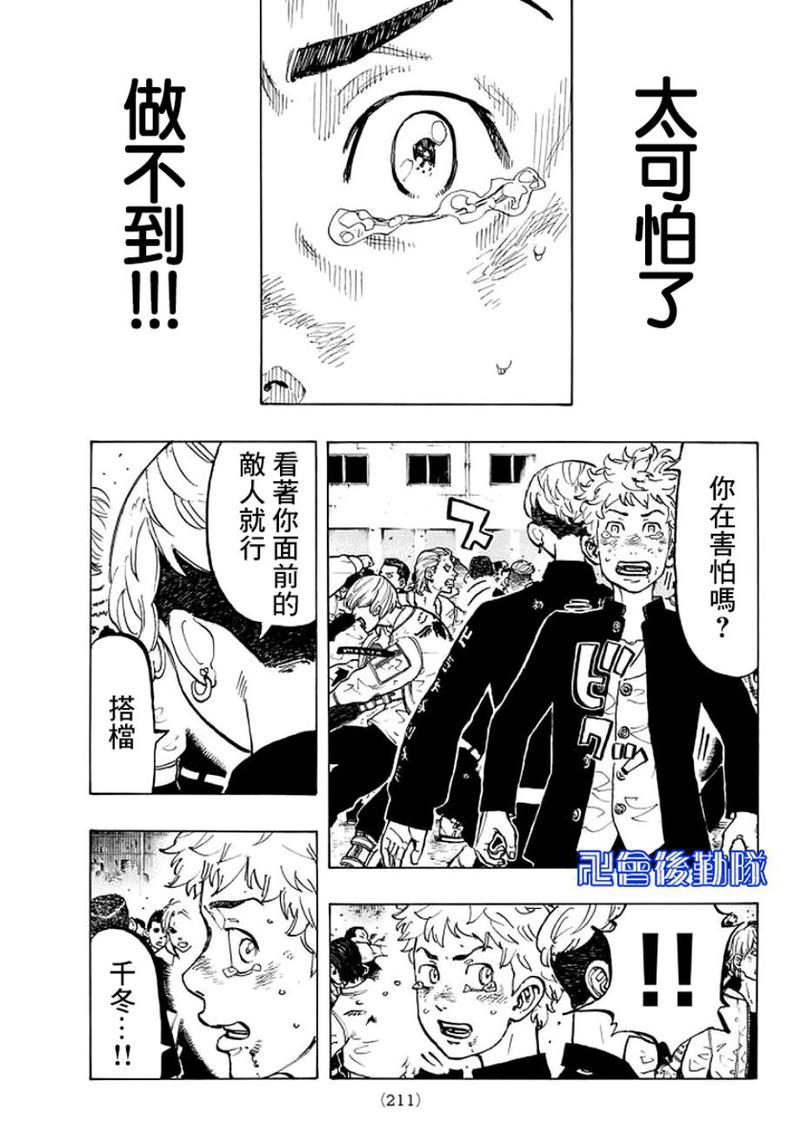 太可怕了
做不到!!!
你在害怕嗎?
ス
ビクッ
看著你面前的
敵人就行
搭檔
卍會後勤隊
!!
千冬…!!
(211)